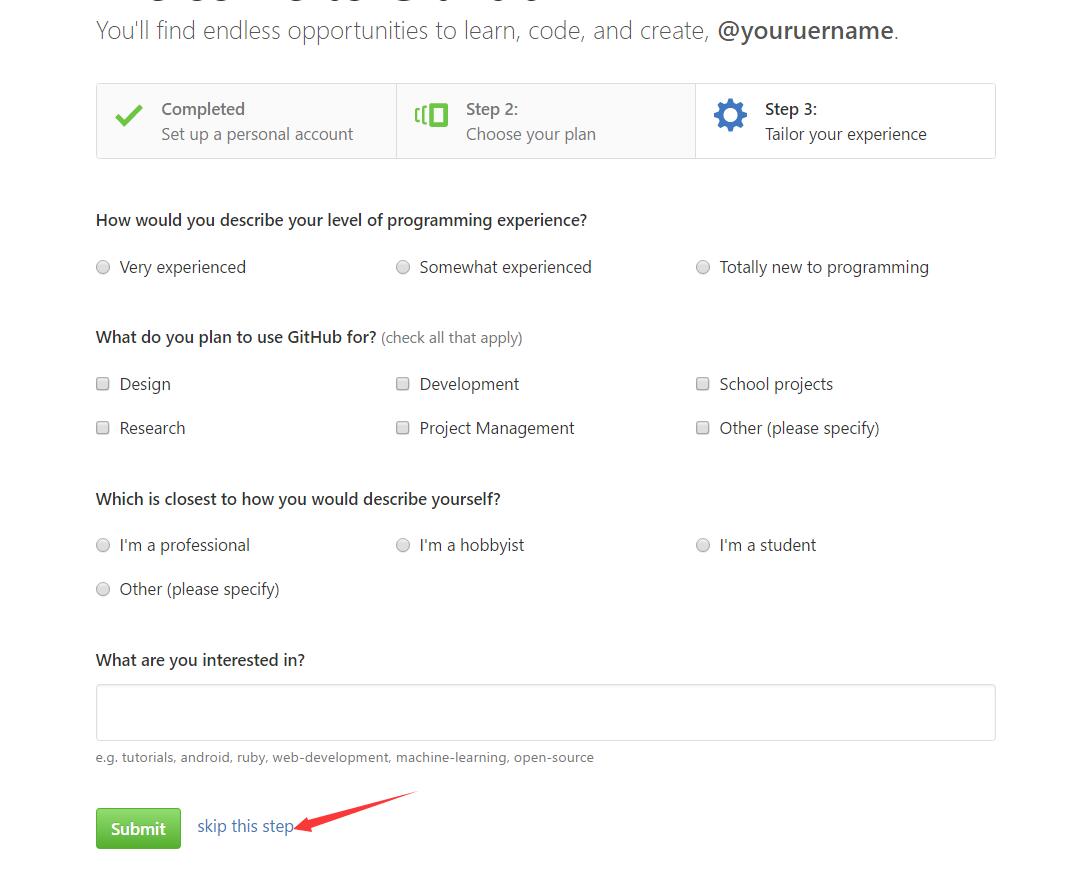 You'll find endless opportunities to learn, code, and create, @youruername.
Completed
Set up a personal account
Step 2:
Choose your plan
Step 3:
Tailor your experience
How would you describe your level of programming experience?
Very experienced
Somewhat experienced
Totally new to programming
What do you plan to use GitHub for? (check all that apply)
Design
Development
School projects
Research
Project Management
Other (please specify)
Which is closest to how you would describe yourself?
I'm a professional
I'm a hobbyist
I'm a student
Other (please specify)
What are you interested in?
e.g. tutorials, android, ruby, web-development, machine-learning, open-source
Submit
skip this step